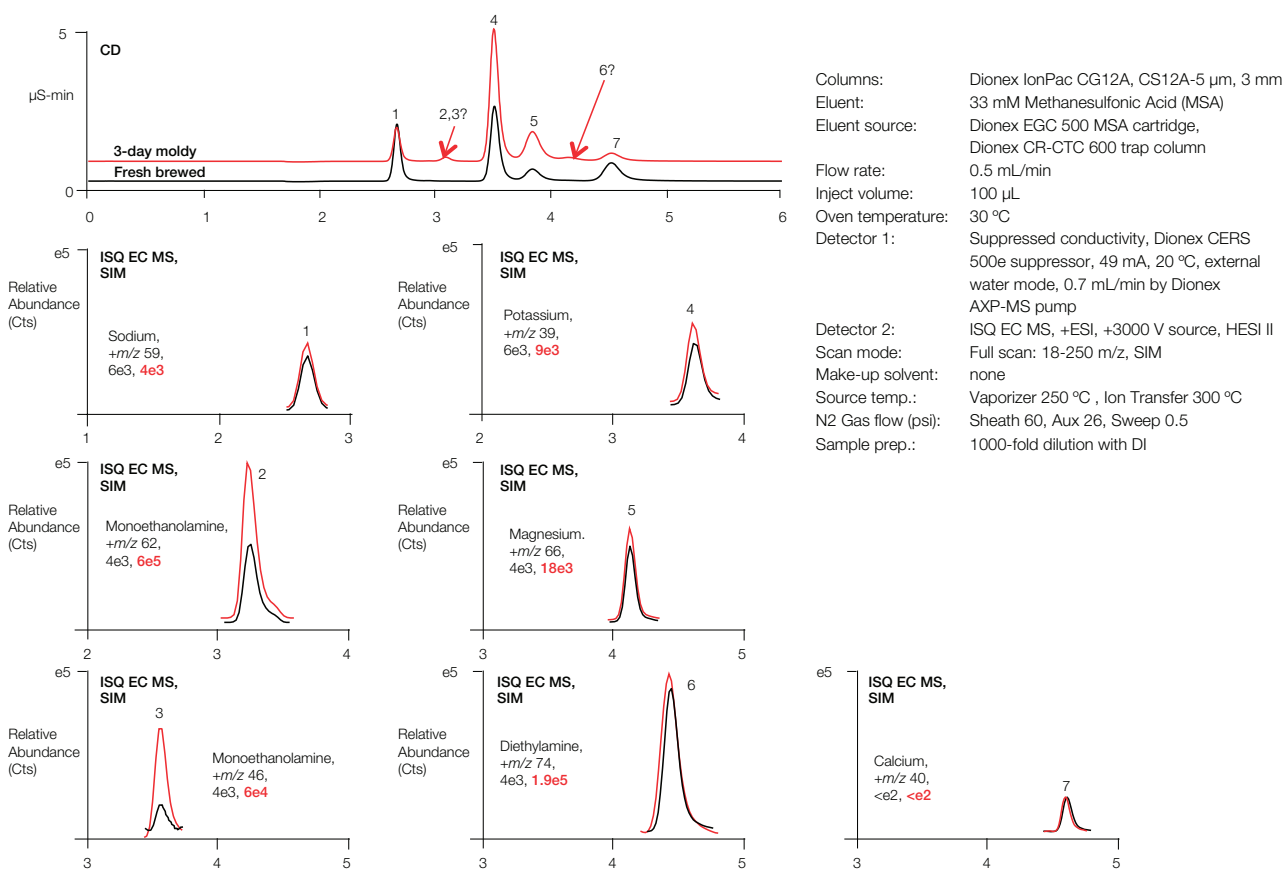 5
CD
µS-min
0
3-day moldy
Fresh brewed
1
2,3?
4
5
6?
7
0 1 2 3 4 5 6
Columns: Dionex IonPac CG12A, CS12A-5 µm, 3 mm
Eluent: 33 mM Methanesulfonic Acid (MSA)
Eluent source: Dionex EGC 500 MSA cartridge,
Dionex CR-CTC 600 trap column
Flow rate: 0.5 mL/min
Inject volume: 100 µL
Oven temperature: 30 ºC
Detector 1: Suppressed conductivity, Dionex CERS
500e suppressor, 49 mA, 20 ºC, external
water mode, 0.7 mL/min by Dionex
AXP-MS pump
Detector 2: ISQ EC MS, +ESI, +3000 V source, HESI II
Scan mode: Full scan: 18-250 m/z, SIM
Make-up solvent: none
Source temp.: Vaporizer 250 ºC , Ion Transfer 300 ºC
N2 Gas flow (psi): Sheath 60, Aux 26, Sweep 0.5
Sample prep.: 1000-fold dilution with DI
e5
ISQ EC MS,
SIM
Relative
Abundance
(Cts)
Sodium,
+m/z 59,
6e3, 4e3
1
1 2 3
e5
ISQ EC MS,
SIM
Relative
Abundance
(Cts)
Potassium,
+m/z 39,
6e3, 9e3
4
2 3 4
e5
ISQ EC MS,
SIM
Relative
Abundance
(Cts)
Monoethanolamine,
+m/z 62,
4e3, 6e5
2
2 3 4
e5
ISQ EC MS,
SIM
Relative
Abundance
(Cts)
Magnesium.
+m/z 66,
4e3, 18e3
5
3 4 5
e5
ISQ EC MS,
SIM
Relative
Abundance
(Cts)
3
Monoethanolamine,
+m/z 46,
4e3, 6e4
3 4 5
e5
ISQ EC MS,
SIM
Relative
Abundance
(Cts)
Diethylamine,
+m/z 74,
4e3, 1.9e5
6
3 4 5
e5
ISQ EC MS,
SIM
Relative
Abundance
(Cts)
Calcium,
+m/z 40,
<e2, <e2
7
3 4 5